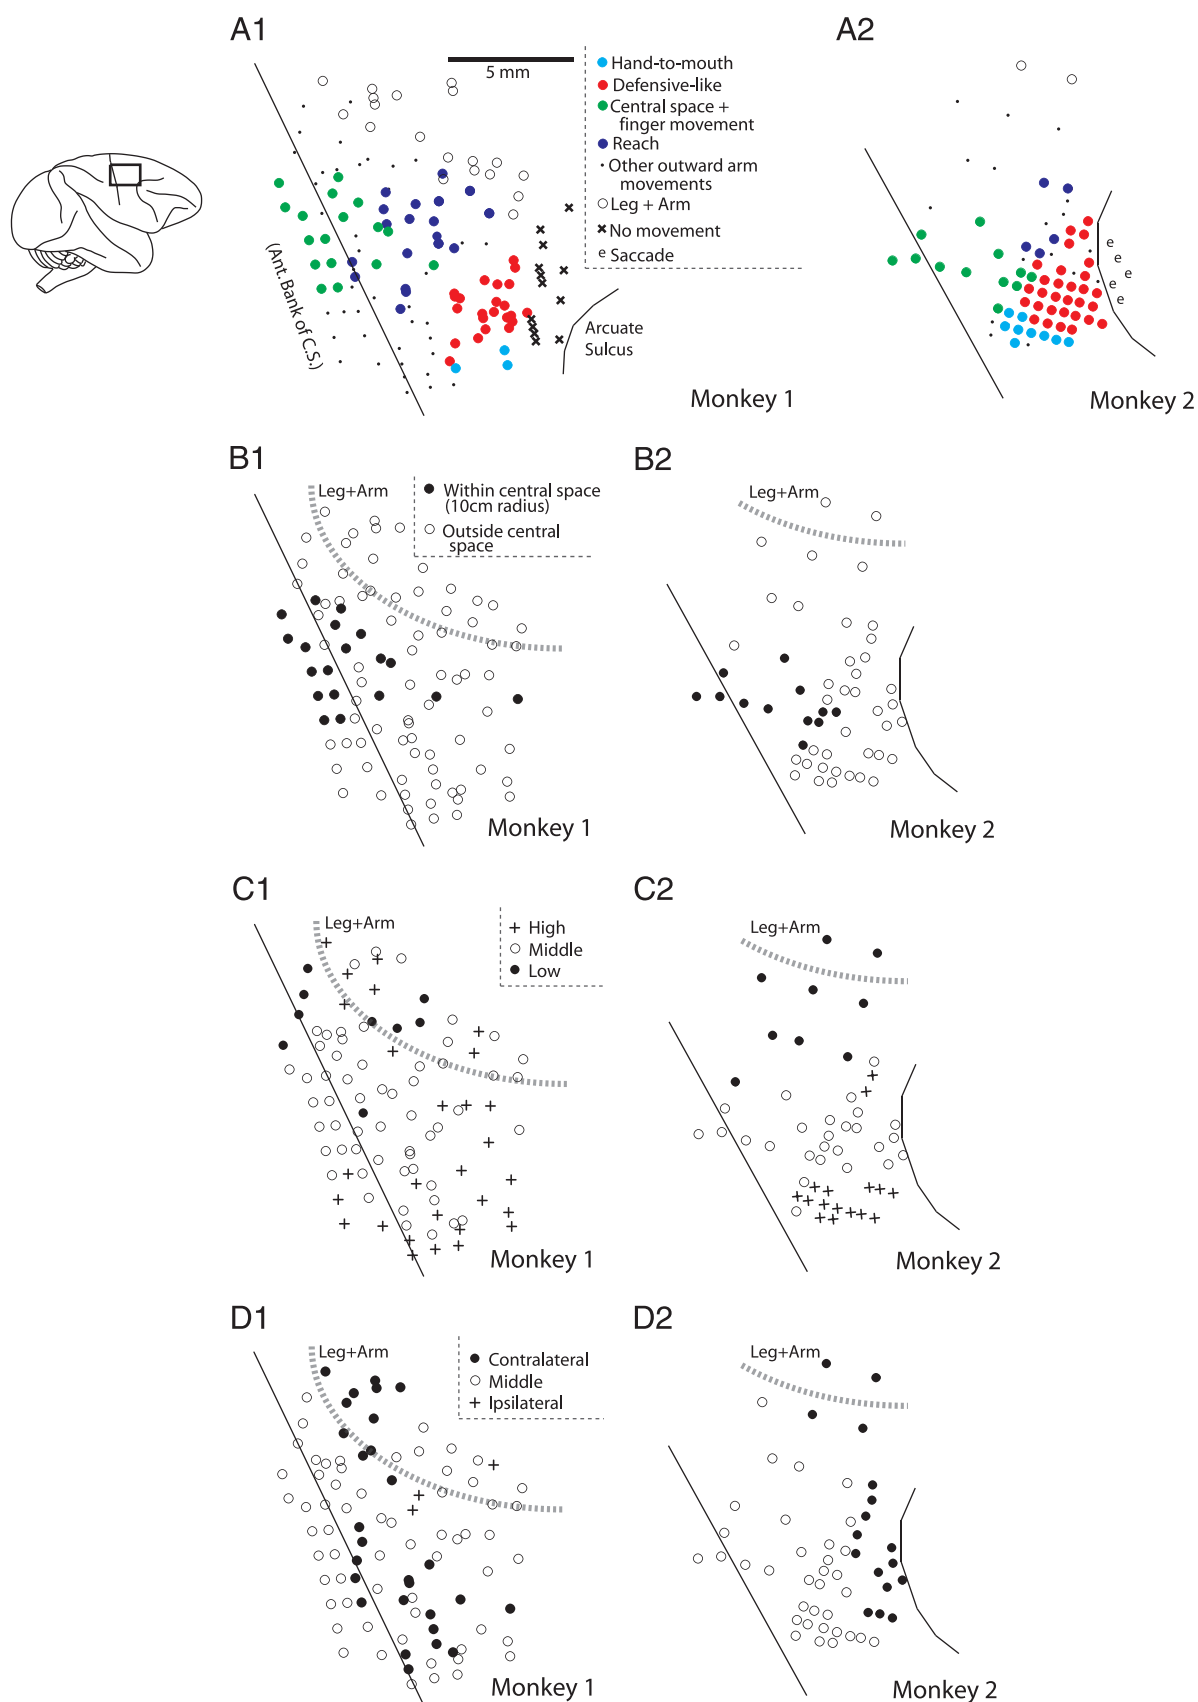 A1
A2
5 mm
Hand-to-mouth
Defensive-like
Central space +
finger movement
Reach
Other outward arm
movements
Leg + Arm
No movement
e Saccade
(Ant.Bank of C.S.)
Arcuate
Sulcus
Monkey 1
e
e
e
e
e
Monkey 2
B1
B2
Leg+Arm
Within central space
(10cm radius)
Outside central
space
Leg+Arm
Monkey 1
Monkey 2
C1
C2
Leg+Arm
High
Middle
Low
Leg+Arm
Monkey 1
Monkey 2
D1
D2
Leg+Arm
Contralateral
Middle
Ipsilateral
Leg+Arm
Monkey 1
Monkey 2